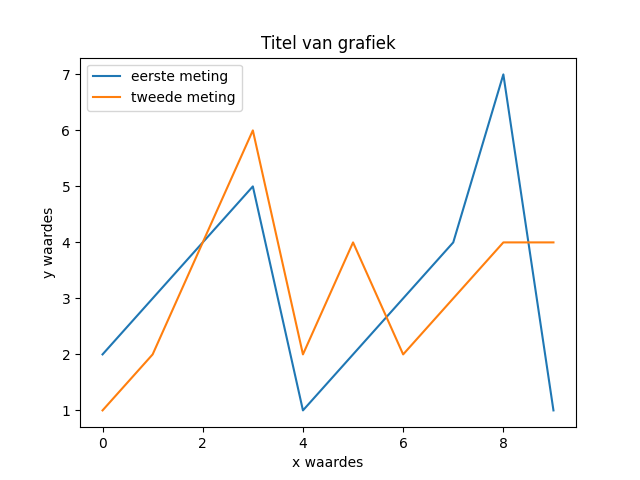 Titel van grafiek
eerste meting
tweede meting
7
6
5
4
3
2
1
y waardes
0 2 4 6 8
x waardes